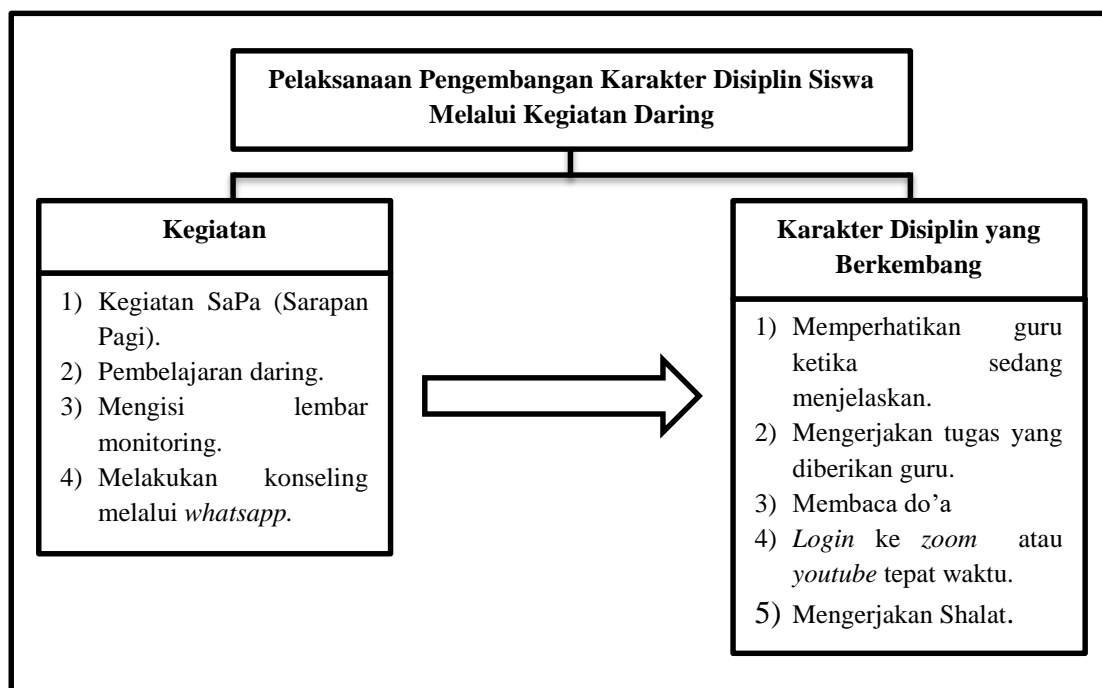 Pelaksanaan Pengembangan Karakter Disiplin Siswa
Melalui Kegiatan Daring
Kegiatan
1) Kegiatan SaPa (Sarapan
Pagi).
2) Pembelajaran daring.
3) Mengisi lembar
monitoring.
4) Melakukan konseling
melalui whatsapp.
Karakter Disiplin yang
Berkembang
1) Memperhatikan guru
ketika sedang
menjelaskan.
2) Mengerjakan tugas yang
diberikan guru.
3) Membaca do’a
4) Login ke zoom atau
youtube tepat waktu.
5) Mengerjakan Shalat.